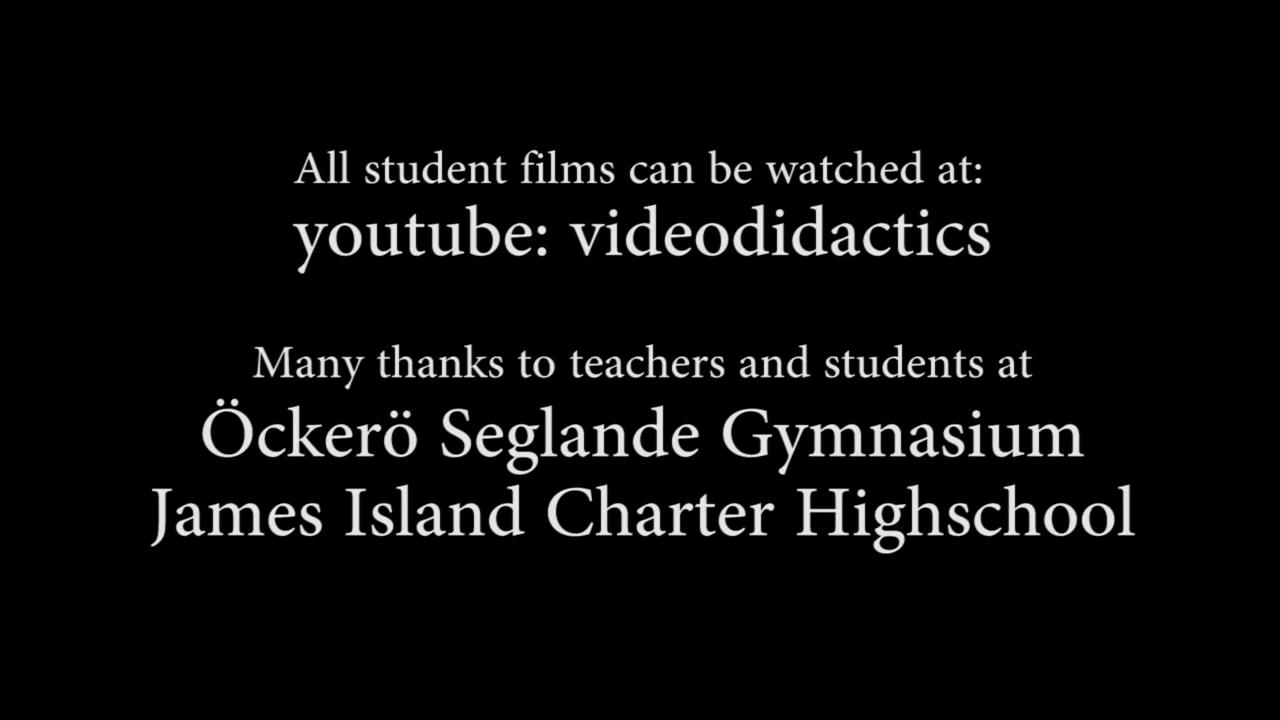 All student films can be watched at:
youtube: videodidactics
Many thanks to teachers and students at
Öckerö Seglande Gymnasium
James Island Charter Highschool